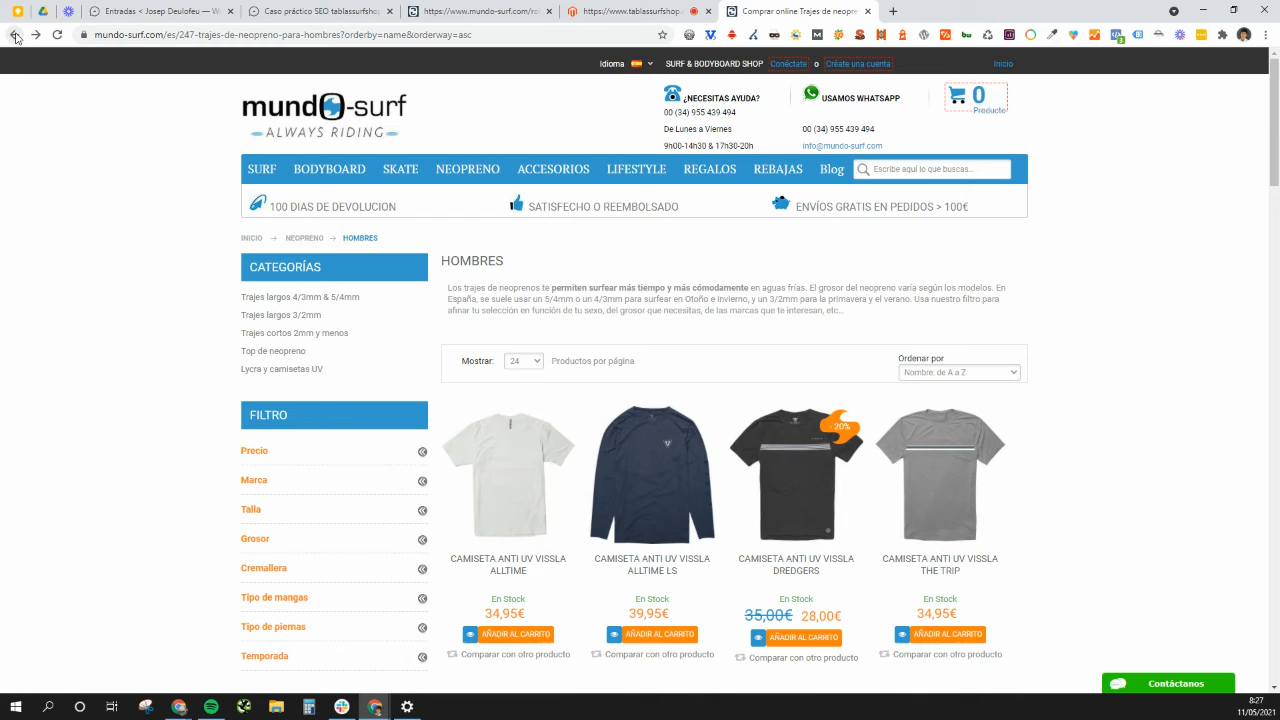 Entradas < Josep Deulofeu — W
Caso práctico SEO tablassurfshop
https://www.tablassurfshop.com/
https://www.tablassurfshop
Comprar online Trajes de Neopre
mundo-surf.com/es/247-trajes-de-neopreno-para-hombres?orderby=name&orderway=asc
Idioma
SURF & BODYBOARD SHOP
Conéctate o Créate una cuenta
Inicio
mundo-surf
ALWAYS RIDING
¿NECESITAS AYUDA?
00 (34) 955 439 494
De Lunes a Viernes
9h00-14h30 & 17h30-20h
USAMOS WHATSAPP
00 (34) 955 439 494
info@mundo-surf.com
0
Producto
SURF BODYBOARD SKATE NEOPRENO ACCESORIOS LIFESTYLE REGALOS REBAJAS Blog
Escribe aquí lo que buscas...
100 DIAS DE DEVOLUCION
SATISFECHO O REEMBOLSADO
ENVÍOS GRATIS EN PEDIDOS > 100€
INICIO → NEOPRENO → HOMBRES
CATEGORÍAS
Trajes largos 4/3mm & 5/4mm
Trajes largos 3/2mm
Trajes cortos 2mm y menos
Top de neopreno
Lycra y camisetas UV
FILTRO
Precio
Marca
Talla
Grosor
Cremallera
Tipo de mangas
Tipo de piernas
Temporada
HOMBRES
Los trajes de neoprenos te permiten surfear más tiempo y más cómodamente en aguas frías. El grosor del neopreno varía según los modelos. En
España, se suele usar un 5/4mm o un 4/3mm para surfear en Otoño e invierno, y un 3/2mm para la primavera y el verano. Usa nuestro filtro para
afinar tu selección en función de tu sexo, del grosor que necesitas, de las marcas que te interesan, etc...
Mostrar: 24 Productos por página
Ordenar por
Nombre: de A a Z
- 20%
CAMISETA ANTI UV VISSLA
ALLTIME
En Stock
34,95€
AÑADIR AL CARRITO
Comparar con otro producto
CAMISETA ANTI UV VISSLA
ALLTIME LS
En Stock
39,95€
AÑADIR AL CARRITO
Comparar con otro producto
CAMISETA ANTI UV VISSLA
DREDGERS
En Stock
35,00€ 28,00€
AÑADIR AL CARRITO
Comparar con otro producto
CAMISETA ANTI UV VISSLA
THE TRIP
En Stock
34,95€
AÑADIR AL CARRITO
Comparar con otro producto
Contáctanos
8:27
11/05/2021